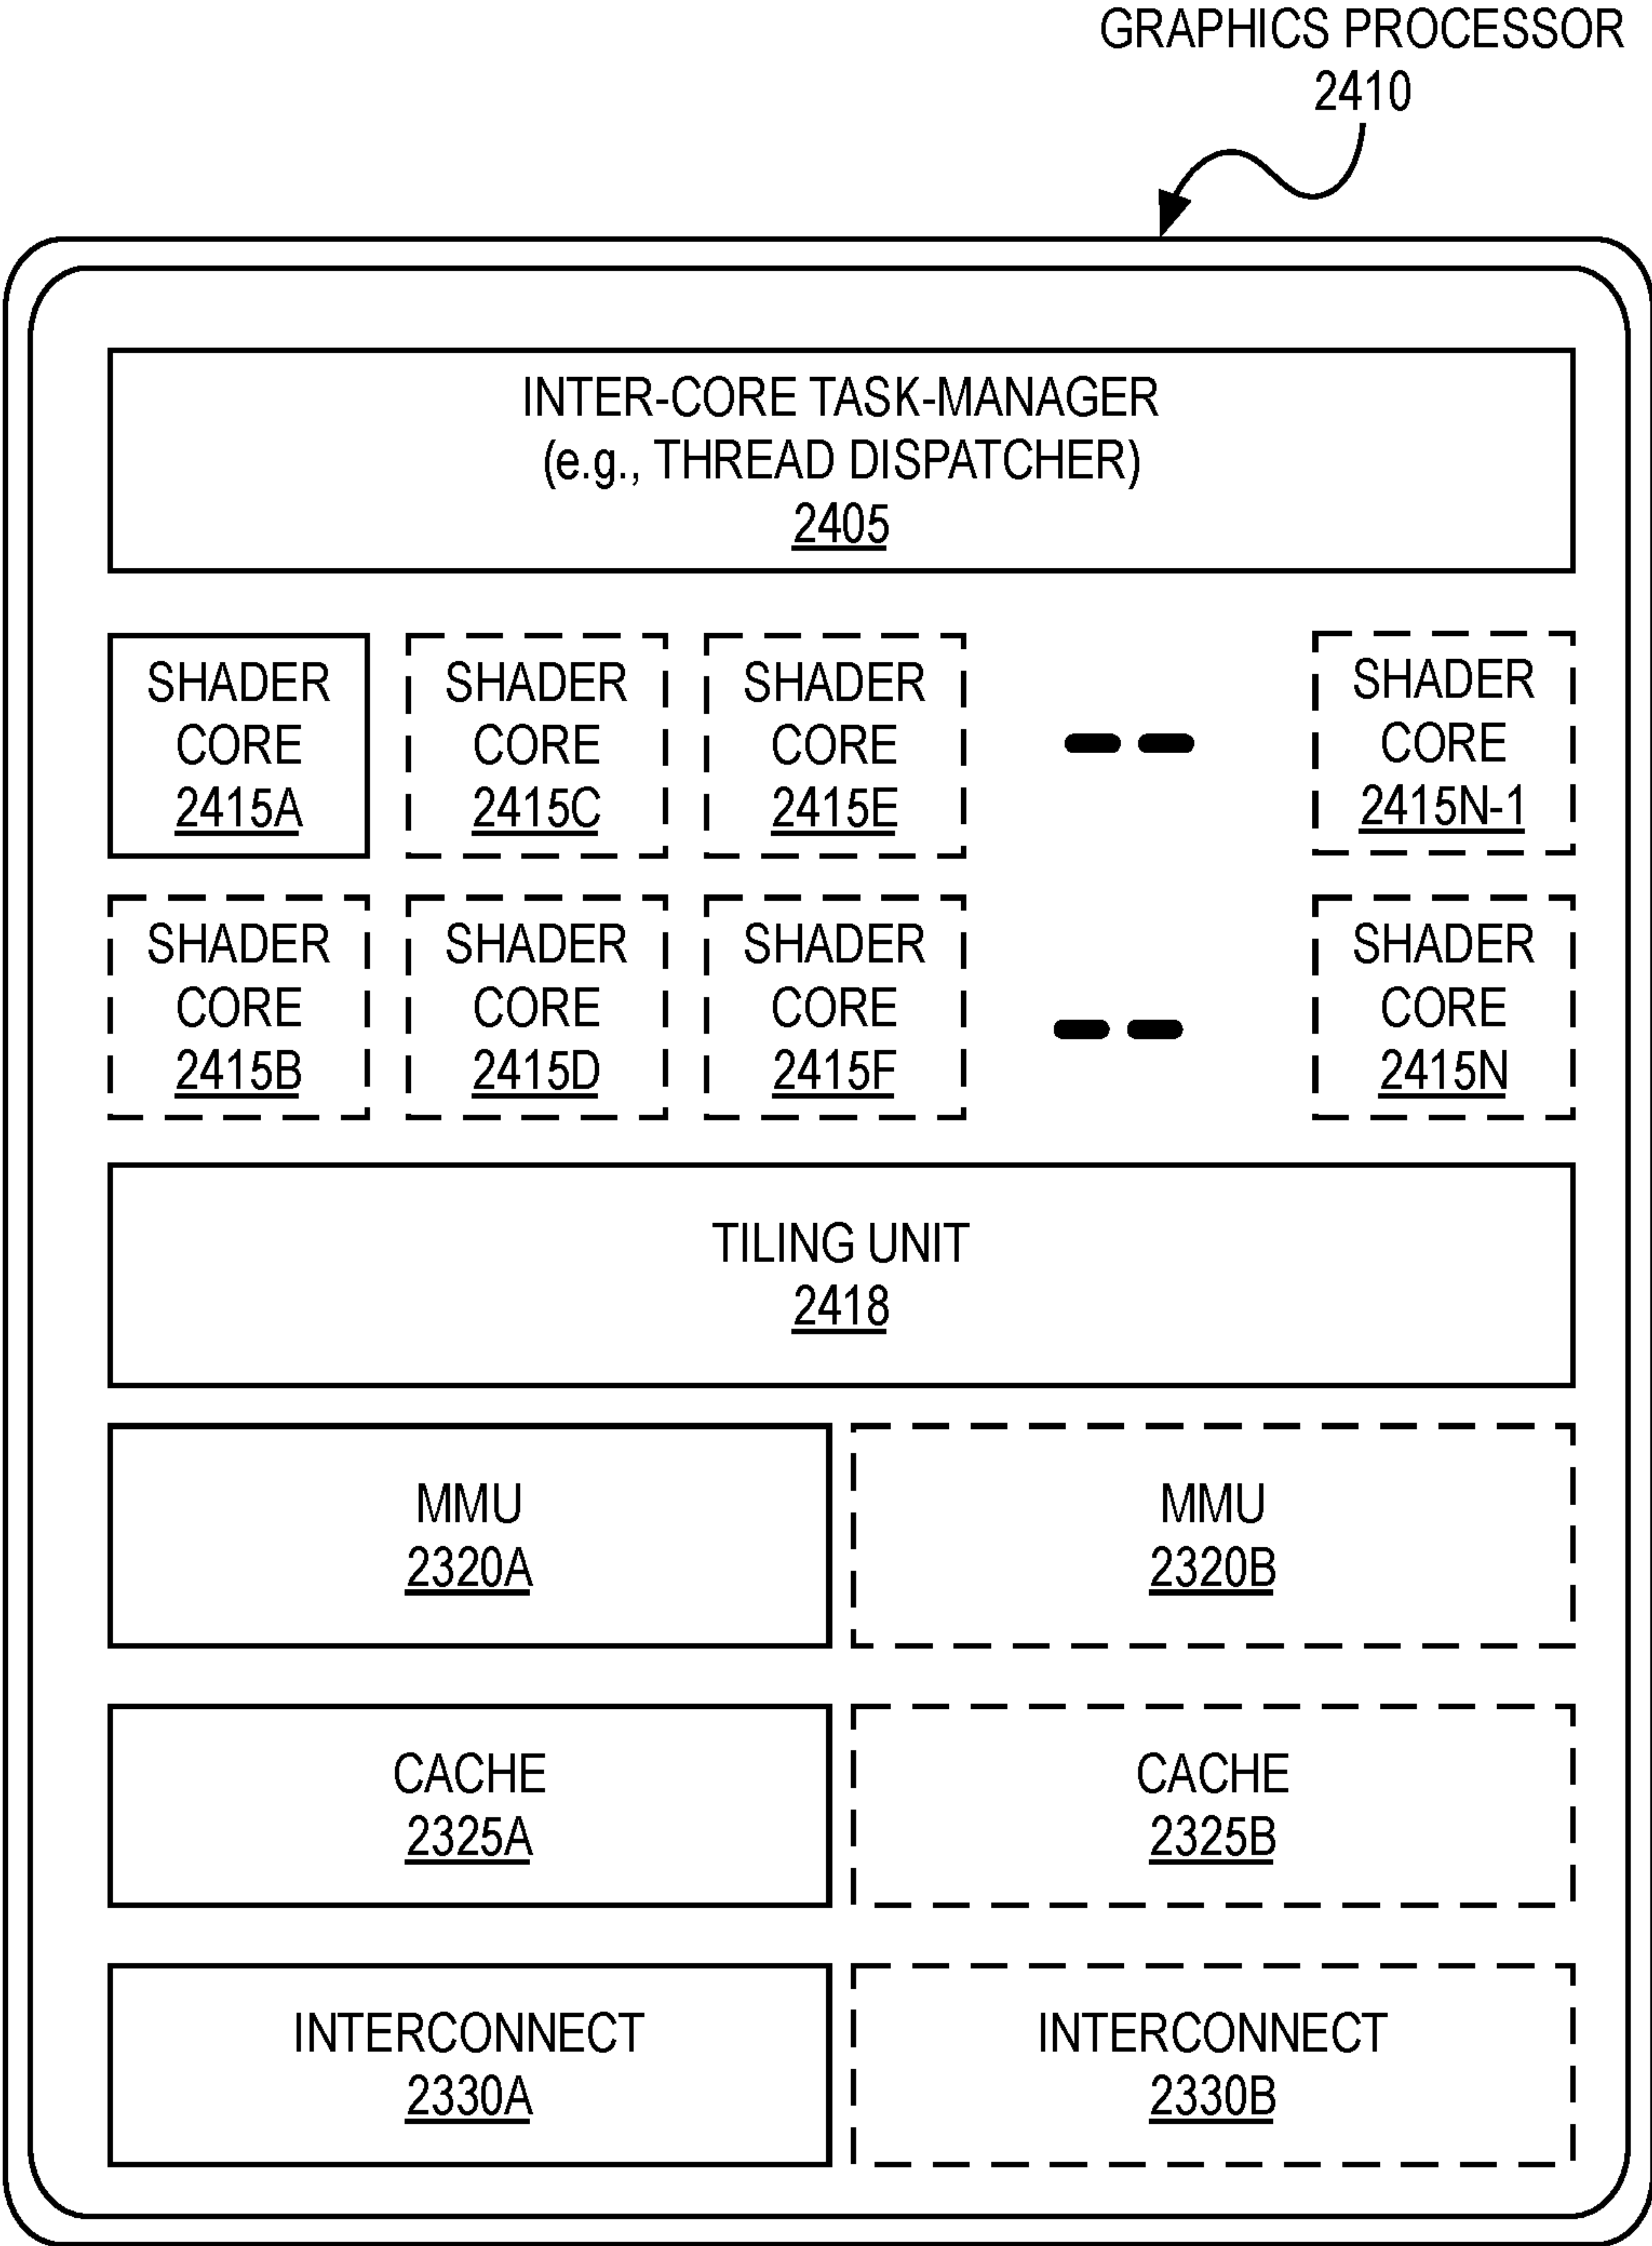 GRAPHICS PROCESSOR
2410
INTER-CORE TASK-MANAGER
(e.g., THREAD DISPATCHER)
2405
SHADER
CORE
2415A
SHADER
CORE
2415C
SHADER
CORE
2415E
SHADER
CORE
2415N-1
SHADER
CORE
2415B
SHADER
CORE
2415D
SHADER
CORE
2415F
SHADER
CORE
2415N
TILING UNIT
2418
MMU
2320A
MMU
2320B
CACHE
2325A
CACHE
2325B
INTERCONNECT
2330A
INTERCONNECT
2330B